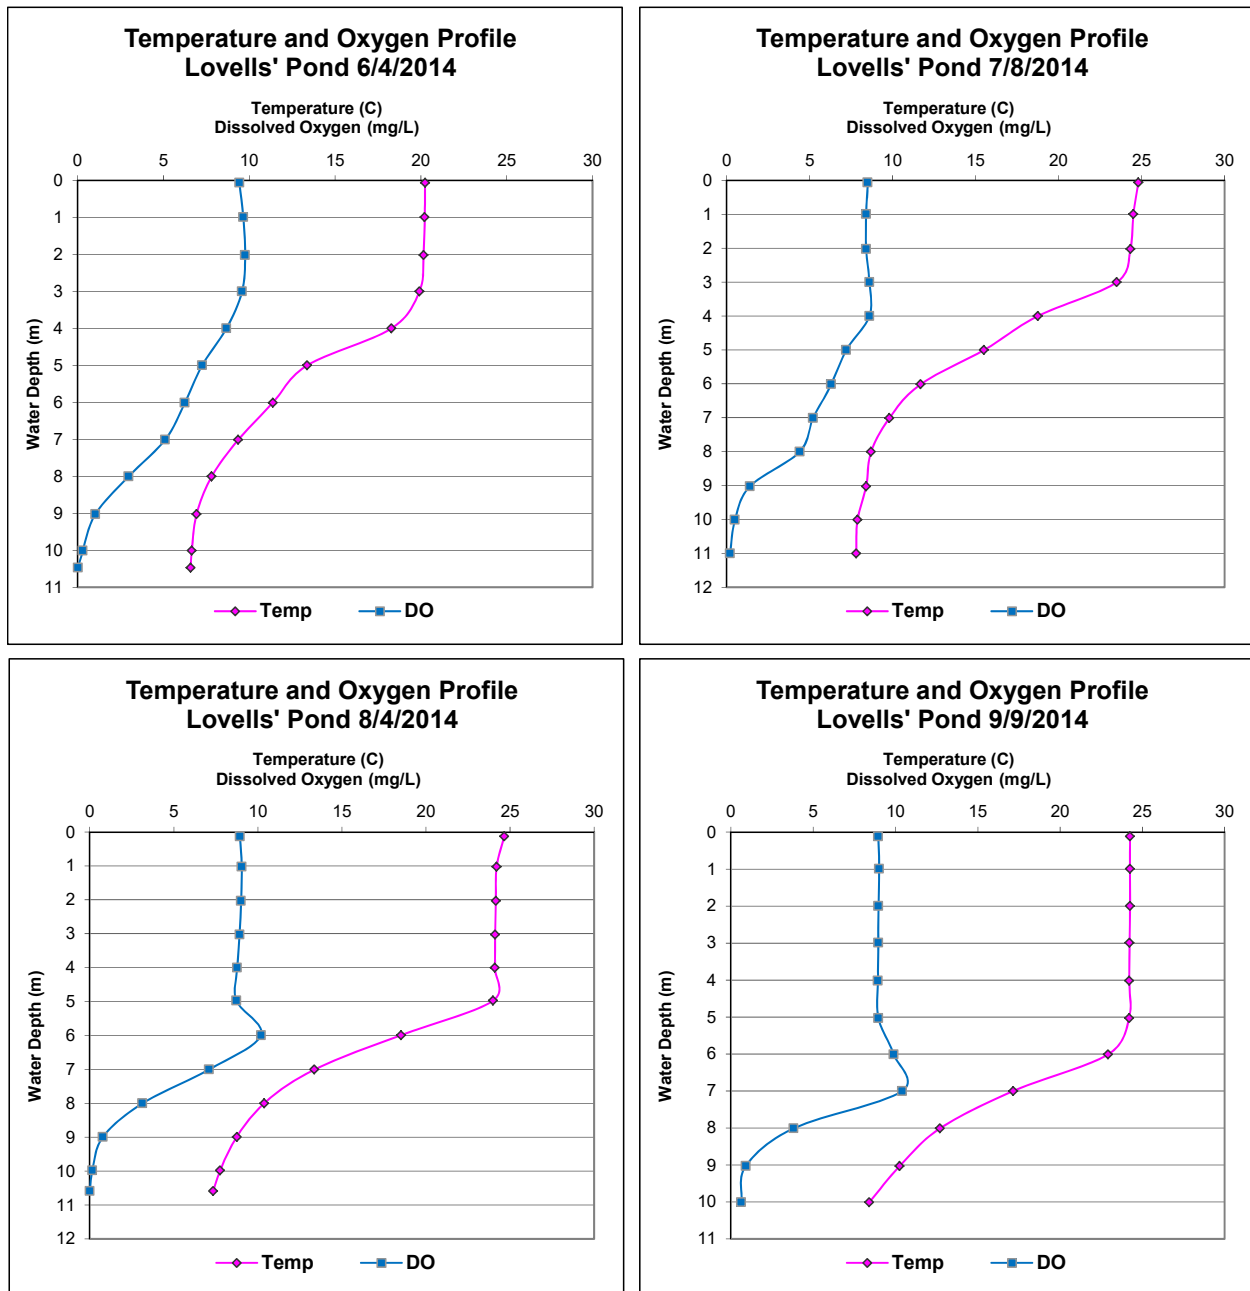 Temperature and Oxygen Profile
Lovells' Pond 6/4/2014
Temperature (C)
Dissolved Oxygen (mg/L)
0 5 10 15 20 25 30
0
1
2
3
4
5
6
7
8
9
10
11
Water Depth (m)
Temp DO
Temperature and Oxygen Profile
Lovells' Pond 7/8/2014
Temperature (C)
Dissolved Oxygen (mg/L)
0 5 10 15 20 25 30
0
1
2
3
4
5
6
7
8
9
10
11
12
Water Depth (m)
Temp DO
Temperature and Oxygen Profile
Lovells' Pond 8/4/2014
Temperature (C)
Dissolved Oxygen (mg/L)
0 5 10 15 20 25 30
0
1
2
3
4
5
6
7
8
9
10
11
12
Water Depth (m)
Temp DO
Temperature and Oxygen Profile
Lovells' Pond 9/9/2014
Temperature (C)
Dissolved Oxygen (mg/L)
0 5 10 15 20 25 30
0
1
2
3
4
5
6
7
8
9
10
11
Water Depth (m)
Temp DO